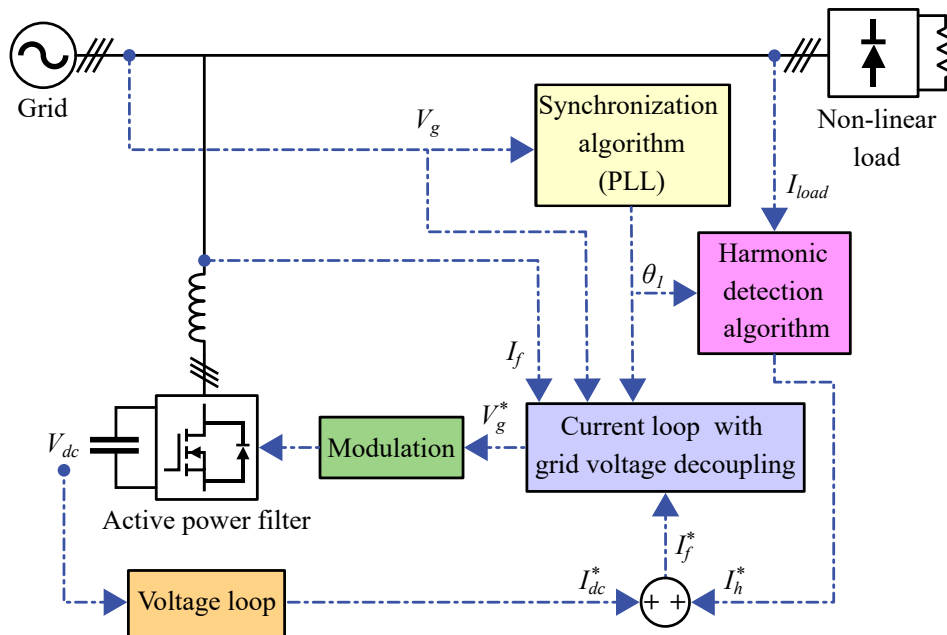 Grid
V_g
Synchronization
algorithm
(PLL)
Non-linear
load
I_load
Harmonic
detection
algorithm
θ_1
I_f
V_dc
Modulation
V_g^*
Current loop with
grid voltage decoupling
Active power filter
I_f^*
Voltage loop
I_dc^*
+ +
I_h^*